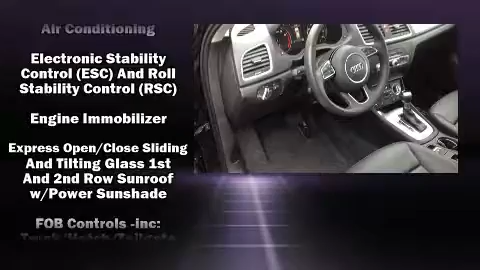 Air Conditioning
Electronic Stability
Control (ESC) And Roll
Stability Control (RSC)
Engine Immobilizer
Express Open/Close Sliding
And Tilting Glass 1st
And 2nd Row Sunroof
w/Power Sunshade
FOB Controls -inc: